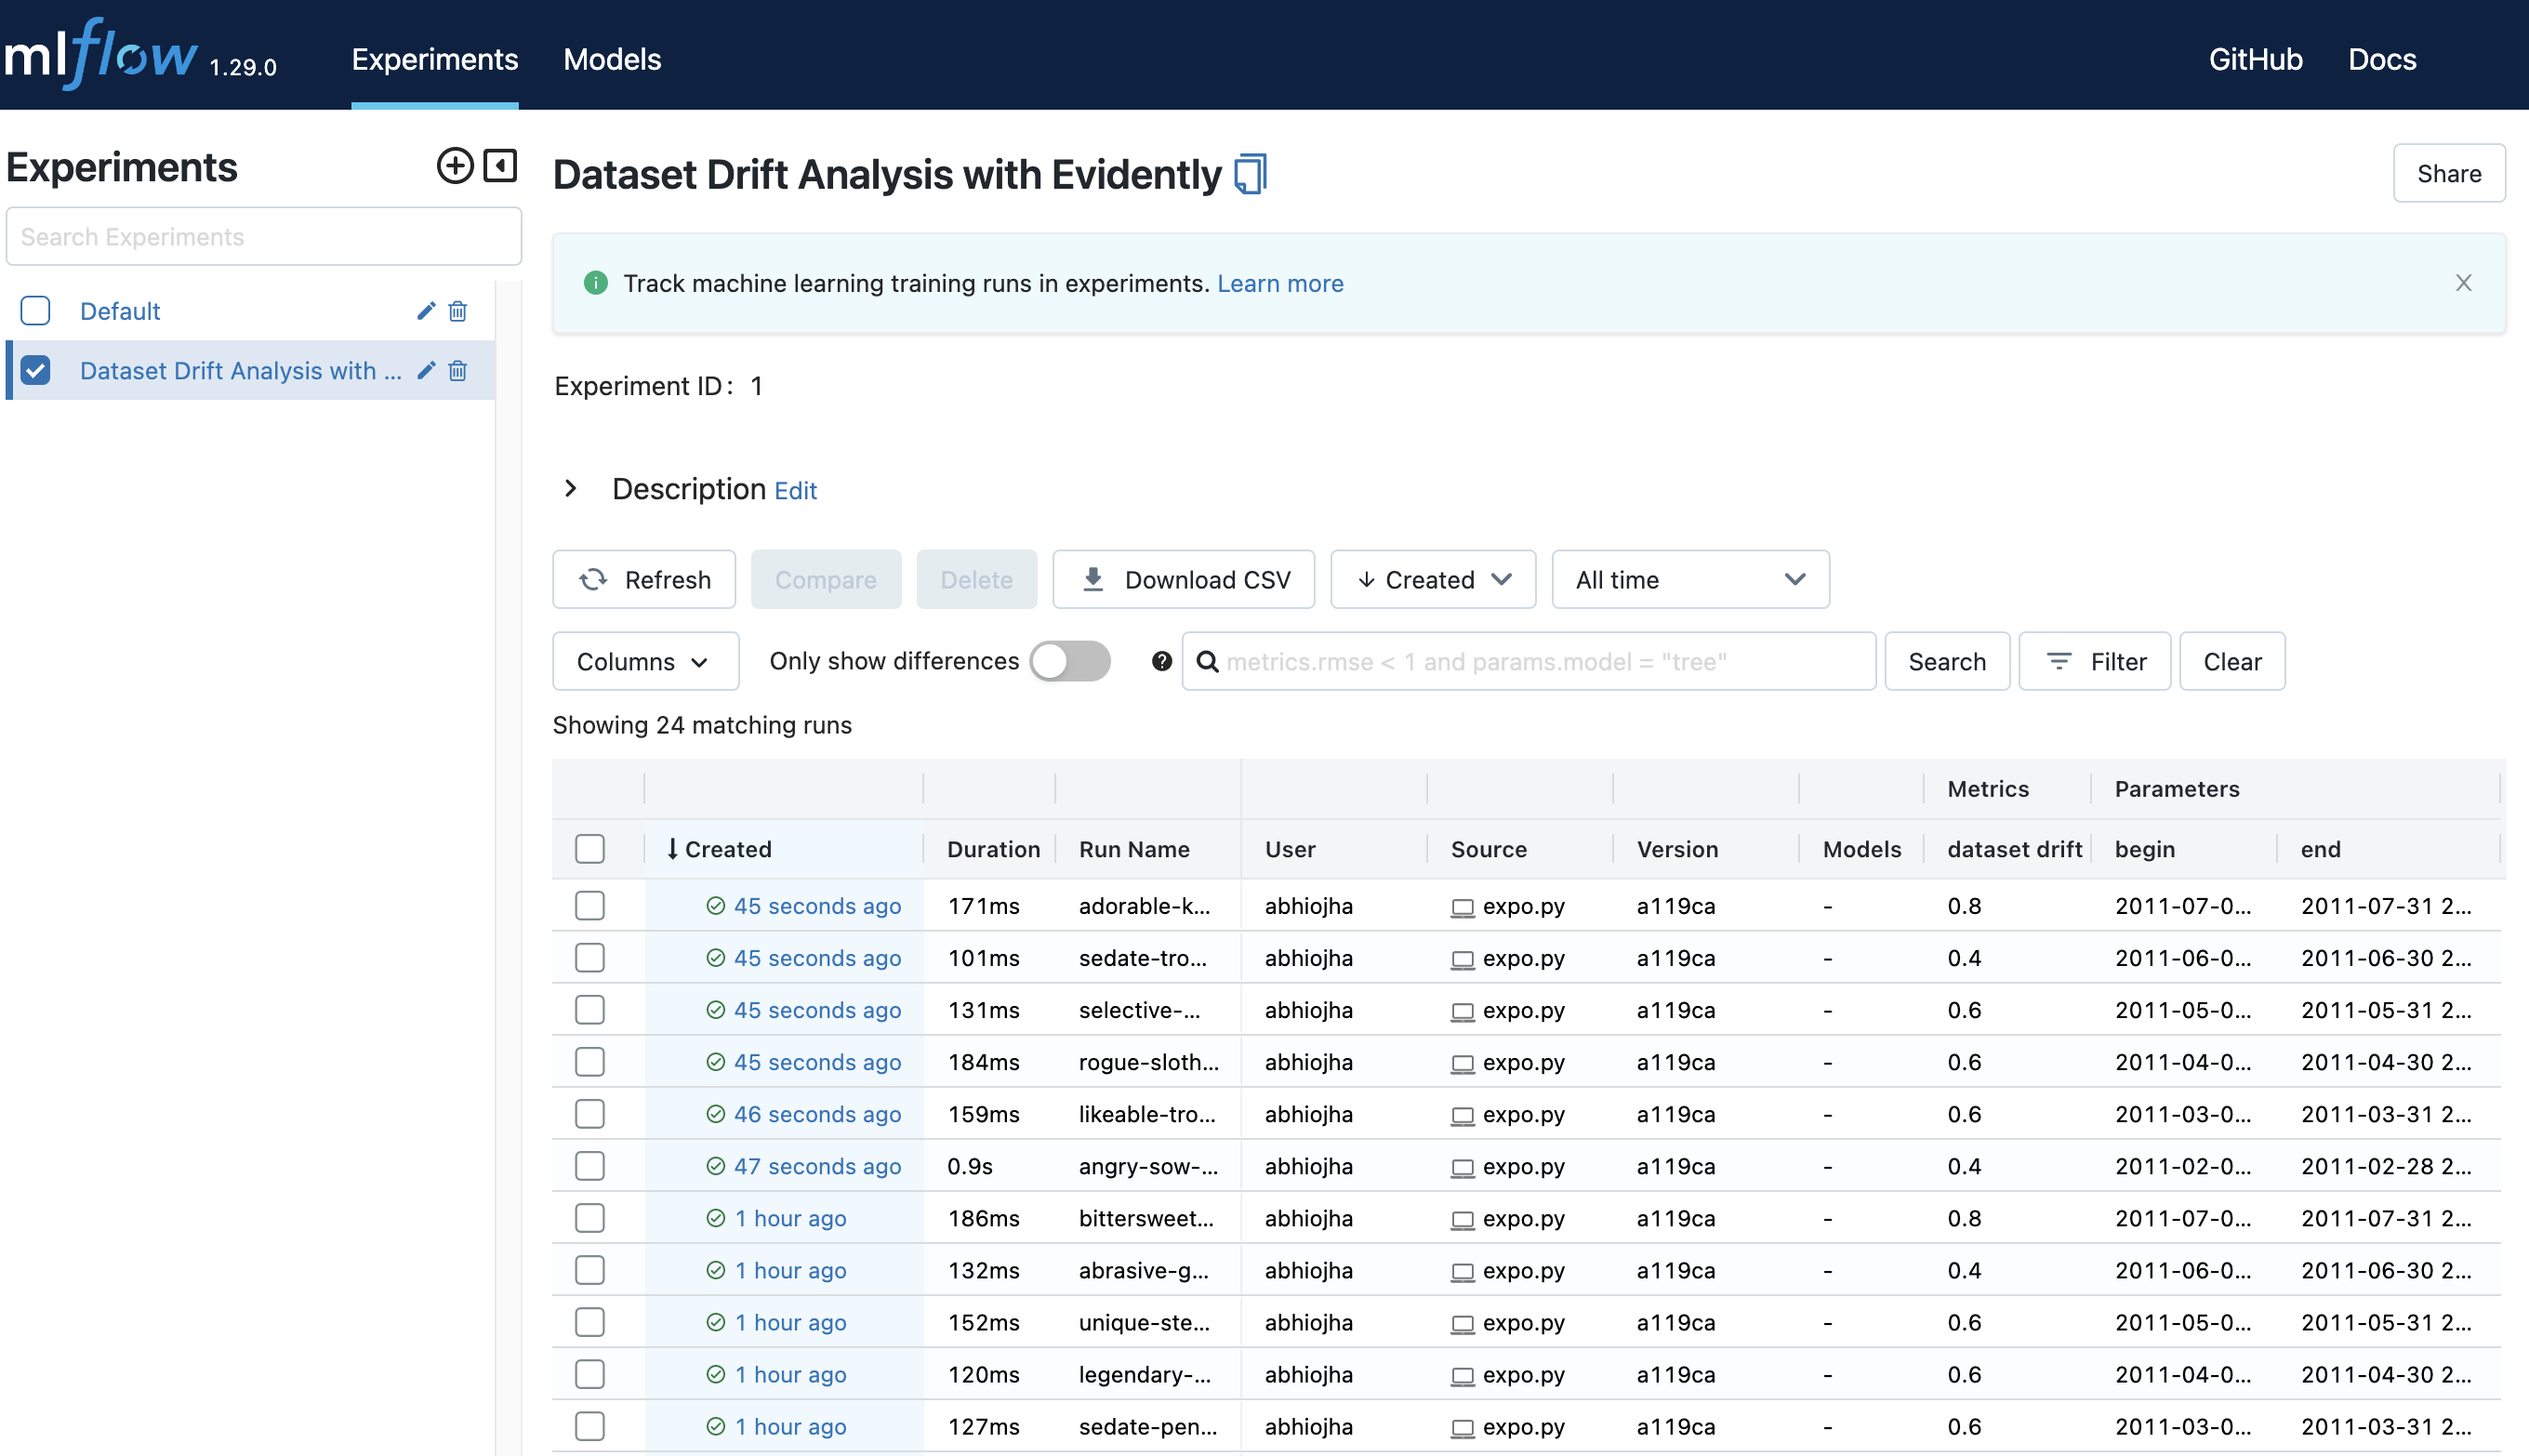 mlflow 1.29.0 Experiments Models GitHub Docs
Experiments
Search Experiments
Default
Dataset Drift Analysis with ...
Dataset Drift Analysis with Evidently
Share
Track machine learning training runs in experiments. Learn more
Experiment ID: 1
Description Edit
Refresh Compare Delete Download CSV Created All time
Columns Only show differences metrics.rmse < 1 and params.model = "tree" Search Filter Clear
Showing 24 matching runs
Metrics Parameters
Created Duration Run Name User Source Version Models dataset drift begin end
45 seconds ago 171ms adorable-k... abhiojha expo.py a119ca - 0.8 2011-07-0... 2011-07-31 2...
45 seconds ago 101ms sedate-tro... abhiojha expo.py a119ca - 0.4 2011-06-0... 2011-06-30 2...
45 seconds ago 131ms selective-... abhiojha expo.py a119ca - 0.6 2011-05-0... 2011-05-31 2...
45 seconds ago 184ms rogue-sloth... abhiojha expo.py a119ca - 0.6 2011-04-0... 2011-04-30 2...
46 seconds ago 159ms likeable-tro... abhiojha expo.py a119ca - 0.6 2011-03-0... 2011-03-31 2...
47 seconds ago 0.9s angry-sow-... abhiojha expo.py a119ca - 0.4 2011-02-0... 2011-02-28 2...
1 hour ago 186ms bittersweet... abhiojha expo.py a119ca - 0.8 2011-07-0... 2011-07-31 2...
1 hour ago 132ms abrasive-g... abhiojha expo.py a119ca - 0.4 2011-06-0... 2011-06-30 2...
1 hour ago 152ms unique-ste... abhiojha expo.py a119ca - 0.6 2011-05-0... 2011-05-31 2...
1 hour ago 120ms legendary-... abhiojha expo.py a119ca - 0.6 2011-04-0... 2011-04-30 2...
1 hour ago 127ms sedate-pen... abhiojha expo.py a119ca - 0.6 2011-03-0... 2011-03-31 2...